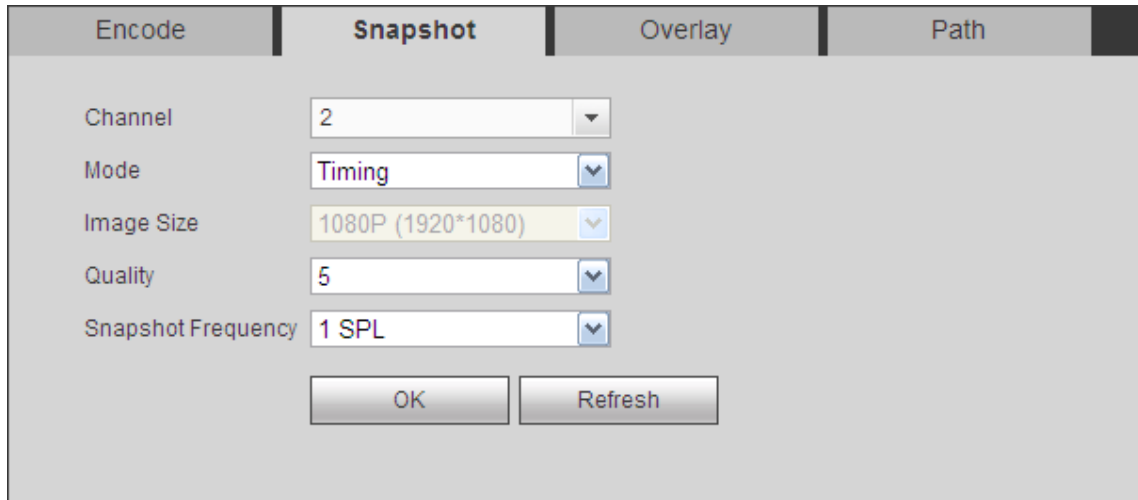 Encode Snapshot Overlay Path
Channel 2
Mode Timing
Image Size 1080P (1920*1080)
Quality 5
Snapshot Frequency 1 SPL
OK Refresh